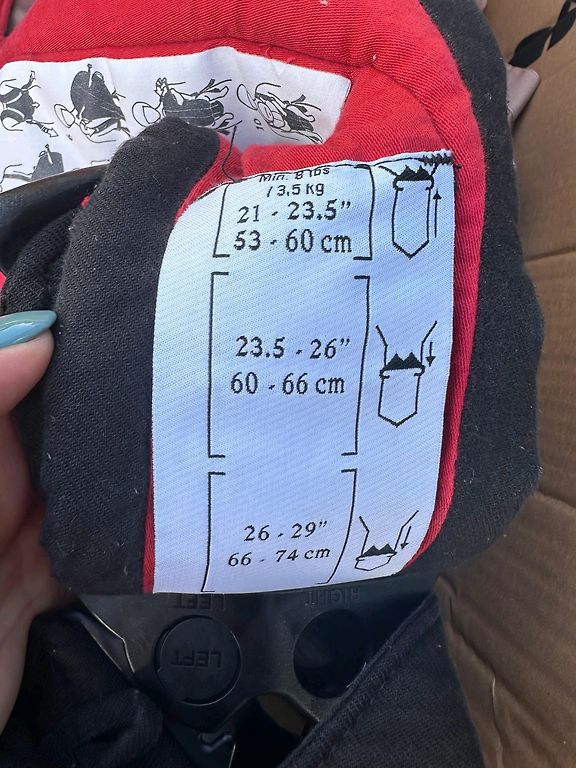 Min. 8 lbs
/ 3,5 kg
21 - 23.5"
53 - 60 cm
23.5 - 26"
60 - 66 cm
26 - 29"
66 - 74 cm
LEFT
RIGHT
LEFT